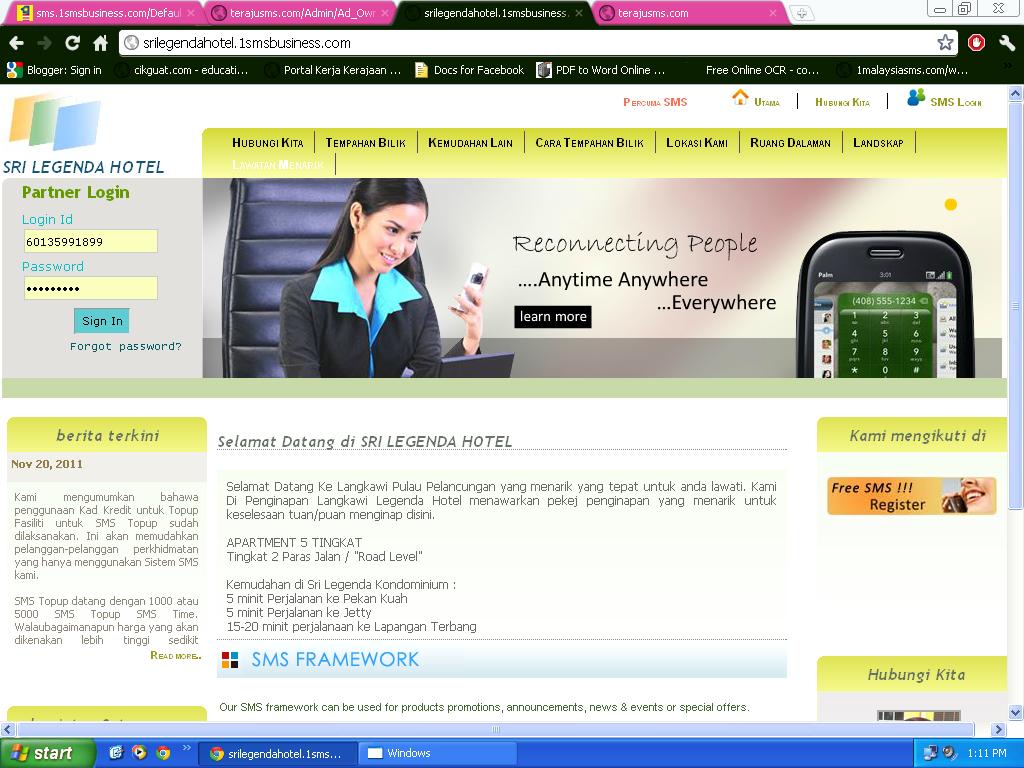 sms.1smsbusiness.com/Defaul
terajusms.com/Admin/Ad_Own
srilegendahotel.1smsbusiness.
terajusms.com
srilegendahotel.1smsbusiness.com
Blogger: Sign in
cikguat.com - educati...
Portal Kerja Kerajaan ...
Docs for Facebook
PDF to Word Online ...
Free Online OCR - co...
1malaysiasms.com/w...
SRI LEGENDA HOTEL
Percuma SMS
Utama
Hubungi Kita
SMS Login
Hubungi Kita
Tempahan Bilik
Kemudahan Lain
Cara Tempahan Bilik
Lokasi Kami
Ruang Dalaman
Landskap
Lawatan Menarik
Partner Login
Login Id
60135991899
Password
Sign In
Forgot password?
Reconnecting People
....Anytime Anywhere
...Everywhere
learn more
Palm
3:01
(408) 555-1234
1 2 3
4 5 6
7 8 9
* 0 #
berita terkini
Nov 20, 2011
Kami mengumumkan bahawa
penggunaan Kad Kredit untuk Topup
Fasiliti untuk SMS Topup sudah
dilaksanakan. Ini akan memudahkan
pelanggan-pelanggan perkhidmatan
yang hanya menggunakan Sistem SMS
kami.
SMS Topup datang dengan 1000 atau
5000 SMS Topup SMS Time.
Walaubagaimanapun harga yang akan
dikenakan lebih tinggi sedikit
Read more..
Selamat Datang di SRI LEGENDA HOTEL
Selamat Datang Ke Langkawi Pulau Pelancungan yang menarik yang tepat untuk anda lawati. Kami
Di Penginapan Langkawi Legenda Hotel menawarkan pekej penginapan yang menarik untuk
keselesaan tuan/puan menginap disini.
APARTMENT 5 TINGKAT
Tingkat 2 Paras Jalan / "Road Level"
Kemudahan di Sri Legenda Kondominium :
5 minit Perjalanan ke Pekan Kuah
5 minit Perjalanan ke Jetty
15-20 minit perjalanaan ke Lapangan Terbang
SMS FRAMEWORK
Our SMS framework can be used for products promotions, announcements, news & events or special offers.
Kami mengikuti di
Free SMS !!!
Register
Hubungi Kita
start
srilegendahotel.1sms...
Windows
1:11 PM